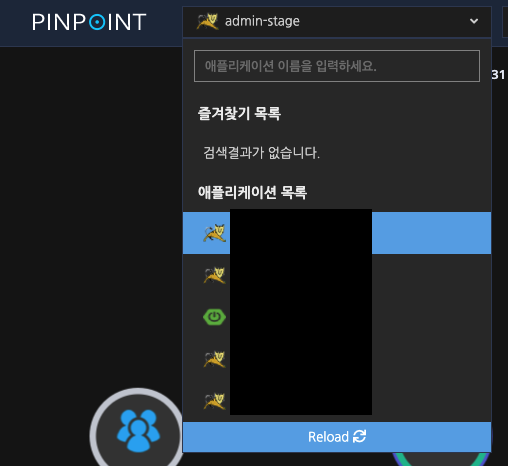 PINPOINT
admin-stage
애플리케이션 이름을 입력하세요.
31
즐겨찾기 목록
검색결과가 없습니다.
애플리케이션 목록
Reload